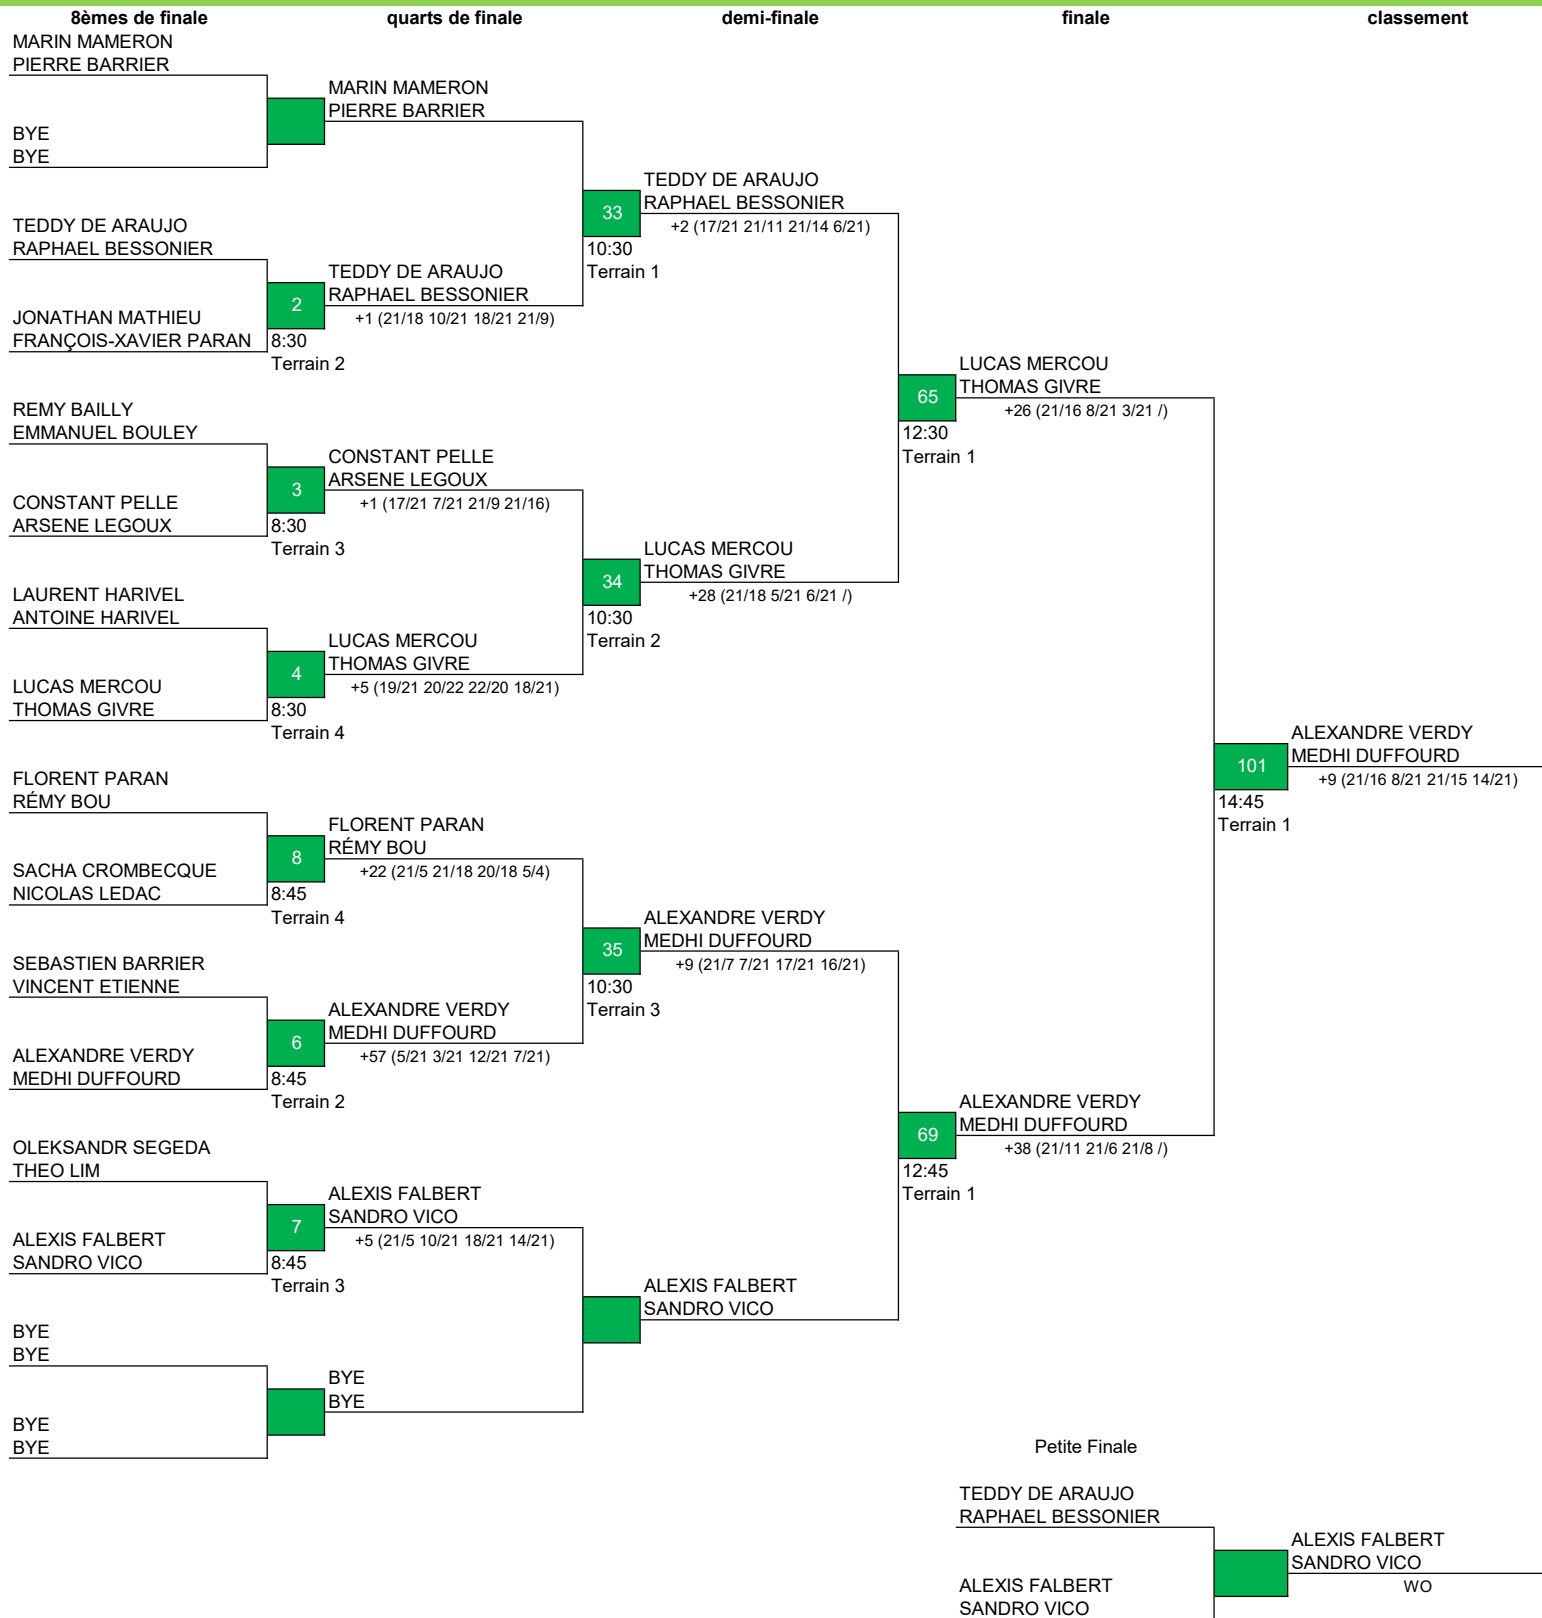 8èmes de finale
quarts de finale
demi-finale
finale
classement
MARIN MAMERON
PIERRE BARRIER
BYE
BYE
TEDDY DE ARAUJO
RAPHAEL BESSONIER
2
8:30
Terrain 2
JONATHAN MATHIEU
FRANÇOIS-XAVIER PARAN
REMY BAILLY
EMMANUEL BOULEY
3
8:30
Terrain 3
CONSTANT PELLE
ARSENE LEGOUX
LAURENT HARIVEL
ANTOINE HARIVEL
4
8:30
Terrain 4
LUCAS MERCOU
THOMAS GIVRE
FLORENT PARAN
RÉMY BOU
8
8:45
Terrain 4
SACHA CROMBECQUE
NICOLAS LEDAC
SEBASTIEN BARRIER
VINCENT ETIENNE
6
8:45
Terrain 2
ALEXANDRE VERDY
MEDHI DUFFOURD
OLEKSANDR SEGEDA
THEO LIM
7
8:45
Terrain 3
ALEXIS FALBERT
SANDRO VICO
BYE
BYE
BYE
BYE
MARIN MAMERON
PIERRE BARRIER
33
10:30
Terrain 1
TEDDY DE ARAUJO
RAPHAEL BESSONIER
+1 (21/18 10/21 18/21 21/9)
CONSTANT PELLE
ARSENE LEGOUX
+1 (17/21 7/21 21/9 21/16)
34
10:30
Terrain 2
LUCAS MERCOU
THOMAS GIVRE
+5 (19/21 20/22 22/20 18/21)
FLORENT PARAN
RÉMY BOU
+22 (21/5 21/18 20/18 5/4)
35
10:30
Terrain 3
ALEXANDRE VERDY
MEDHI DUFFOURD
+57 (5/21 3/21 12/21 7/21)
ALEXIS FALBERT
SANDRO VICO
+5 (21/5 10/21 18/21 14/21)
BYE
BYE
TEDDY DE ARAUJO
RAPHAEL BESSONIER
+2 (17/21 21/11 21/14 6/21)
65
12:30
Terrain 1
LUCAS MERCOU
THOMAS GIVRE
+28 (21/18 5/21 6/21 /)
ALEXANDRE VERDY
MEDHI DUFFOURD
+9 (21/7 7/21 17/21 16/21)
69
12:45
Terrain 1
ALEXIS FALBERT
SANDRO VICO
LUCAS MERCOU
THOMAS GIVRE
+26 (21/16 8/21 3/21 /)
101
14:45
Terrain 1
ALEXANDRE VERDY
MEDHI DUFFOURD
+38 (21/11 21/6 21/8 /)
ALEXANDRE VERDY
MEDHI DUFFOURD
+9 (21/16 8/21 21/15 14/21)
Petite Finale
TEDDY DE ARAUJO
RAPHAEL BESSONIER
ALEXIS FALBERT
SANDRO VICO
ALEXIS FALBERT
SANDRO VICO
WO